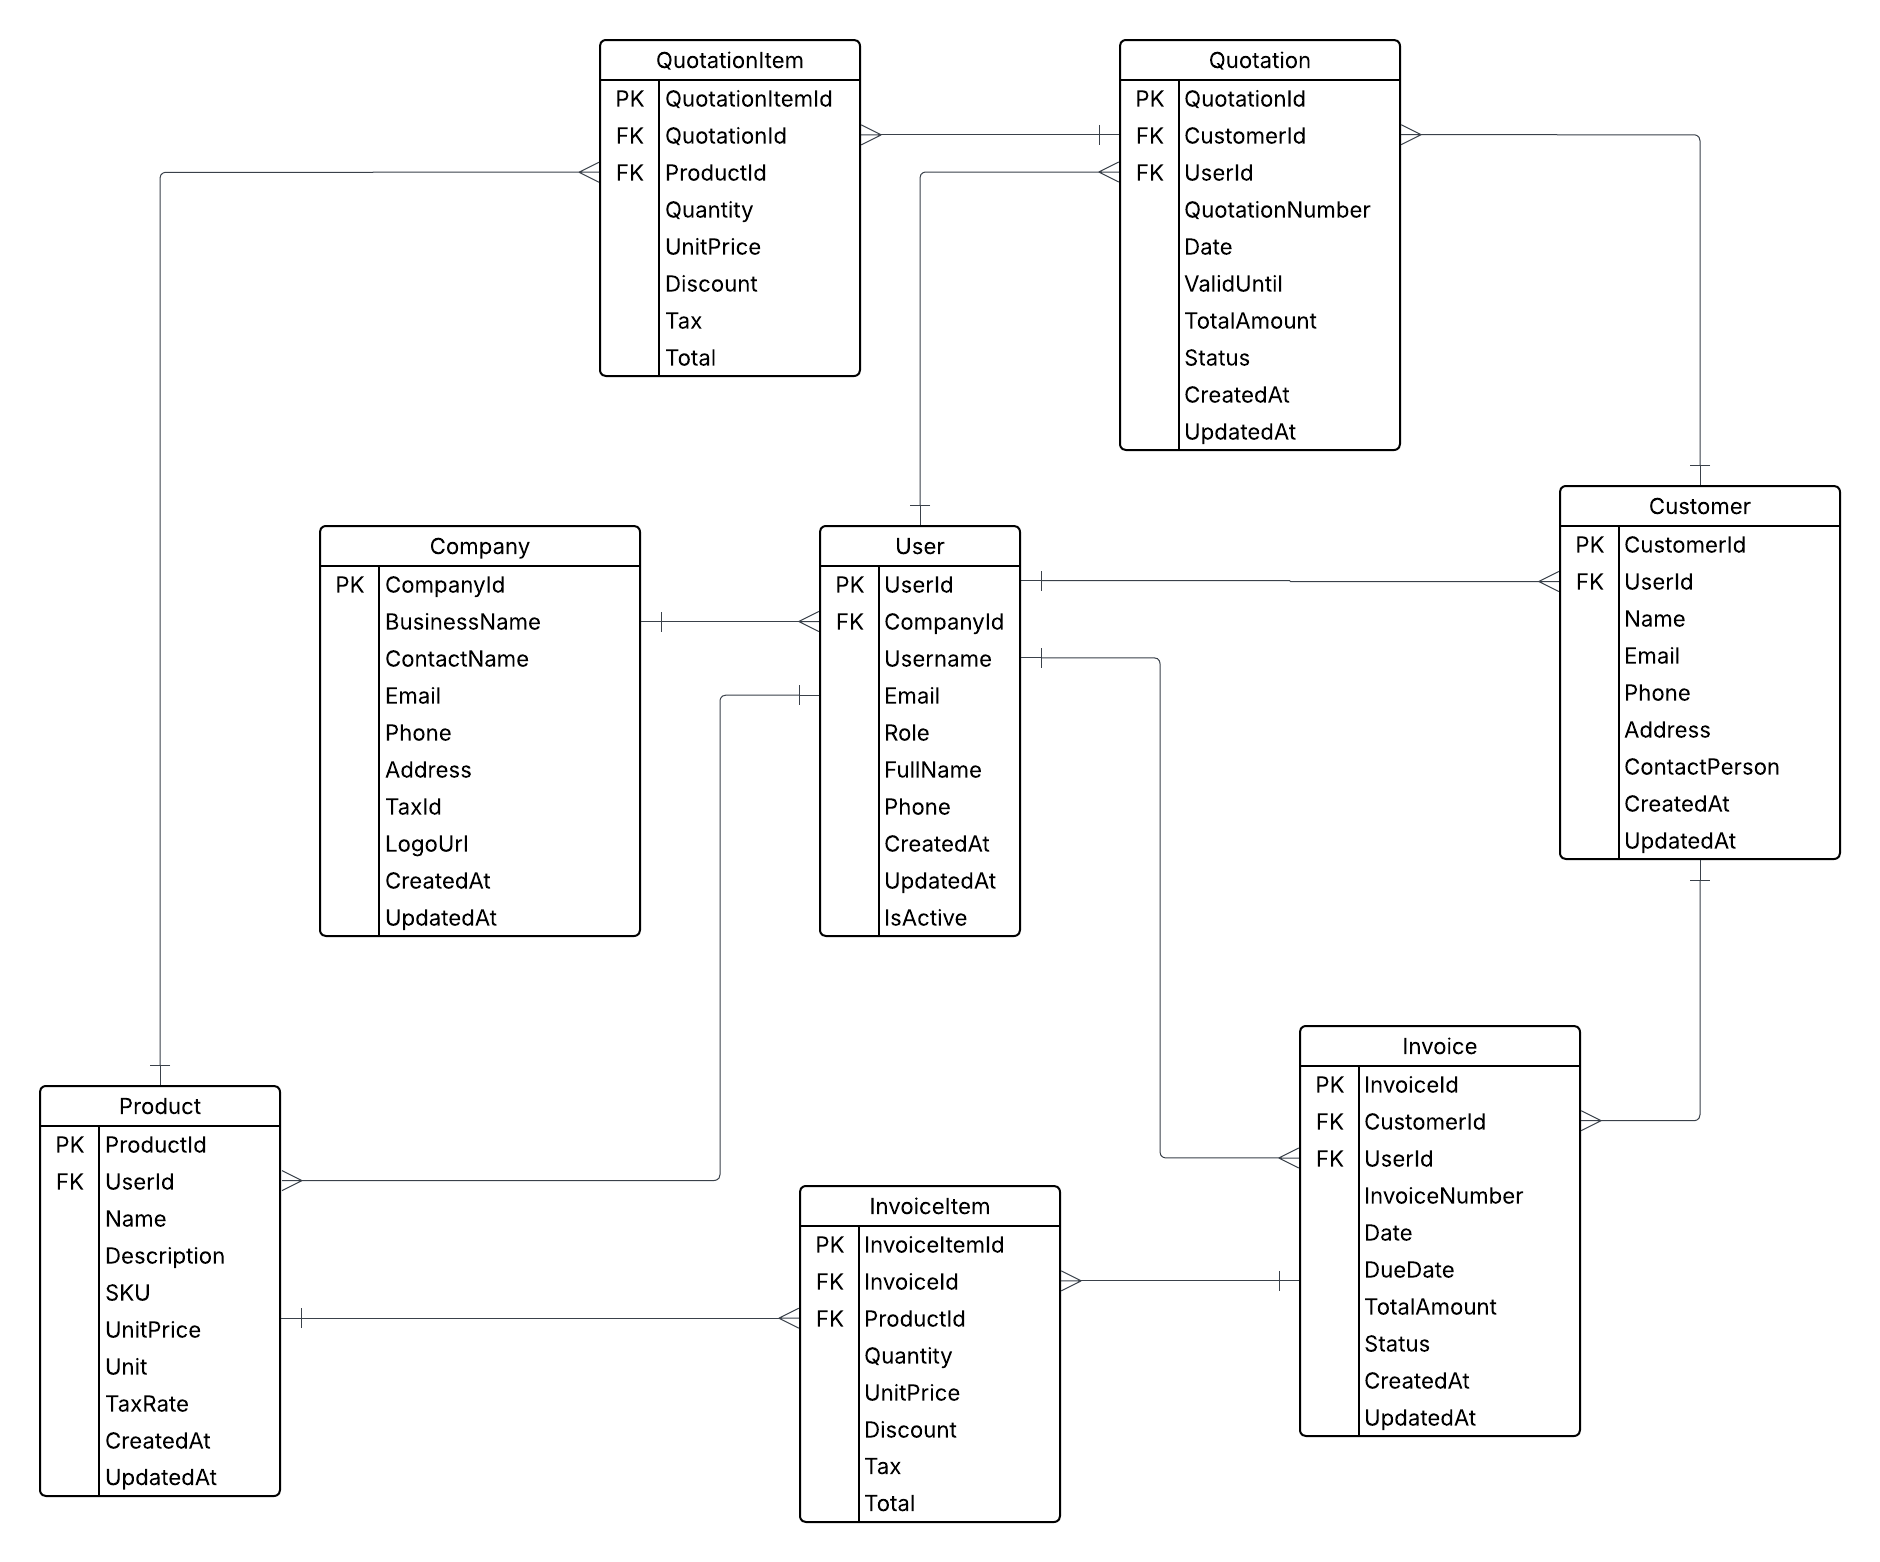 QuotationItem
PK QuotationItemId
FK QuotationId
FK ProductId
Quantity
UnitPrice
Discount
Tax
Total
Quotation
PK QuotationId
FK CustomerId
FK UserId
QuotationNumber
Date
ValidUntil
TotalAmount
Status
CreatedAt
UpdatedAt
Company
PK CompanyId
BusinessName
ContactName
Email
Phone
Address
TaxId
LogoUrl
CreatedAt
UpdatedAt
User
PK UserId
FK CompanyId
Username
Email
Role
FullName
Phone
CreatedAt
UpdatedAt
IsActive
Customer
PK CustomerId
FK UserId
Name
Email
Phone
Address
ContactPerson
CreatedAt
UpdatedAt
Product
PK ProductId
FK UserId
Name
Description
SKU
UnitPrice
Unit
TaxRate
CreatedAt
UpdatedAt
InvoiceItem
PK InvoiceItemId
FK InvoiceId
FK ProductId
Quantity
UnitPrice
Discount
Tax
Total
Invoice
PK InvoiceId
FK CustomerId
FK UserId
InvoiceNumber
Date
DueDate
TotalAmount
Status
CreatedAt
UpdatedAt